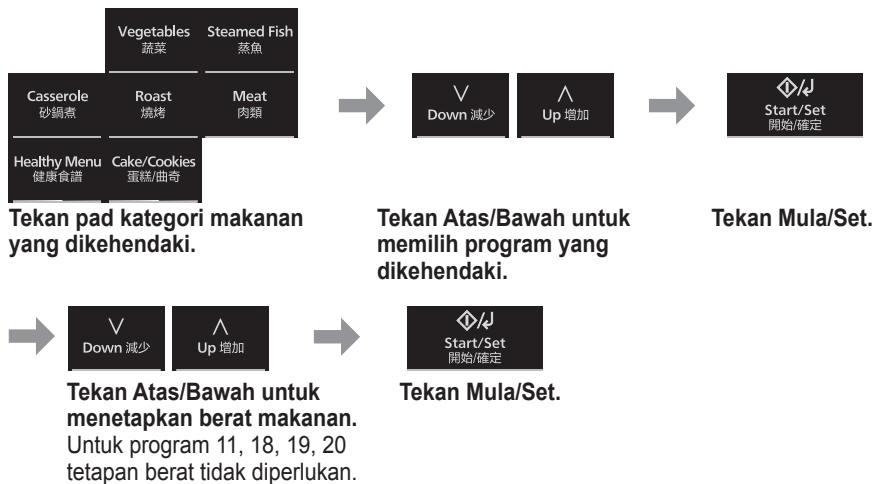 Vegetables
蔬菜
Steamed Fish
蒸魚
Casserole
砂鍋煮
Roast
燒烤
Meat
肉類
Healthy Menu
健康食譜
Cake/Cookies
蛋糕/曲奇
Down 減少
Up 增加
Start/Set
開始/確定
Tekan pad kategori makanan
yang dikehendaki.
Tekan Atas/Bawah untuk
memilih program yang
dikehendaki.
Tekan Mula/Set.
Down 減少
Up 增加
Start/Set
開始/確定
Tekan Atas/Bawah untuk
menetapkan berat makanan.
Untuk program 11, 18, 19, 20
tetapan berat tidak diperlukan.
Tekan Mula/Set.